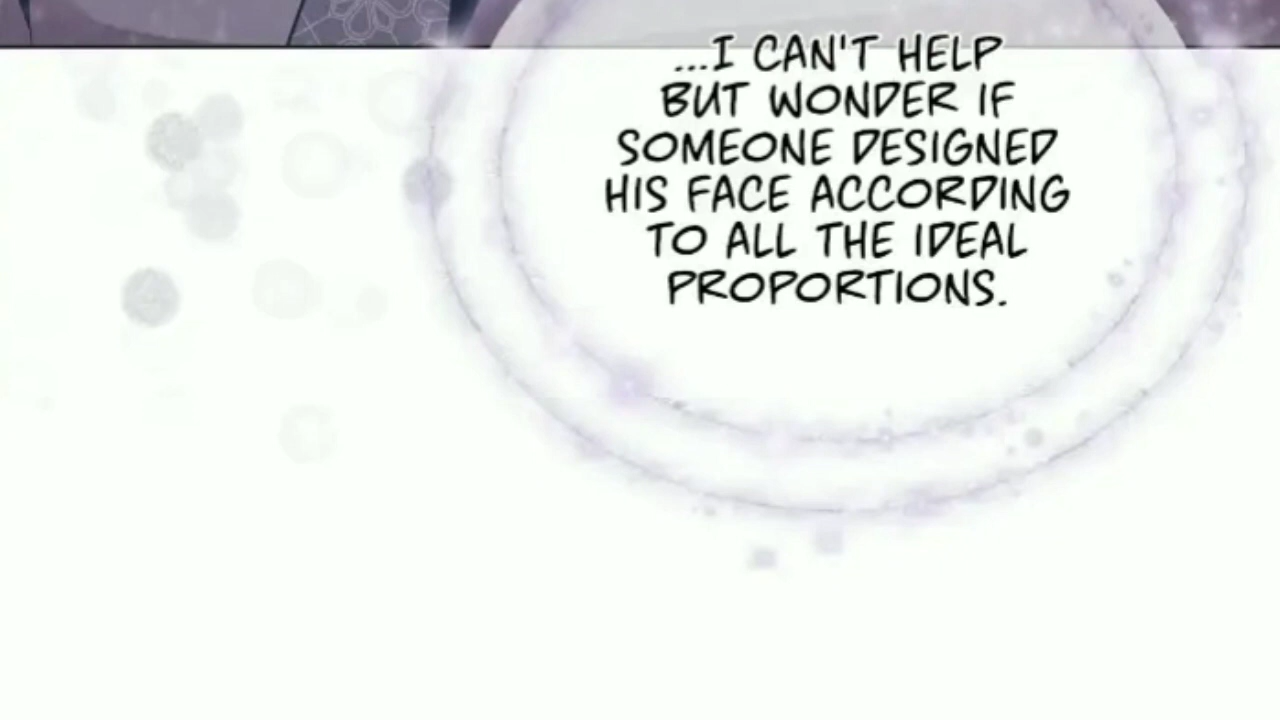 ...I CAN'T HELP
BUT WONDER IF
SOMEONE DESIGNED
HIS FACE ACCORDING
TO ALL THE IDEAL
PROPORTIONS.